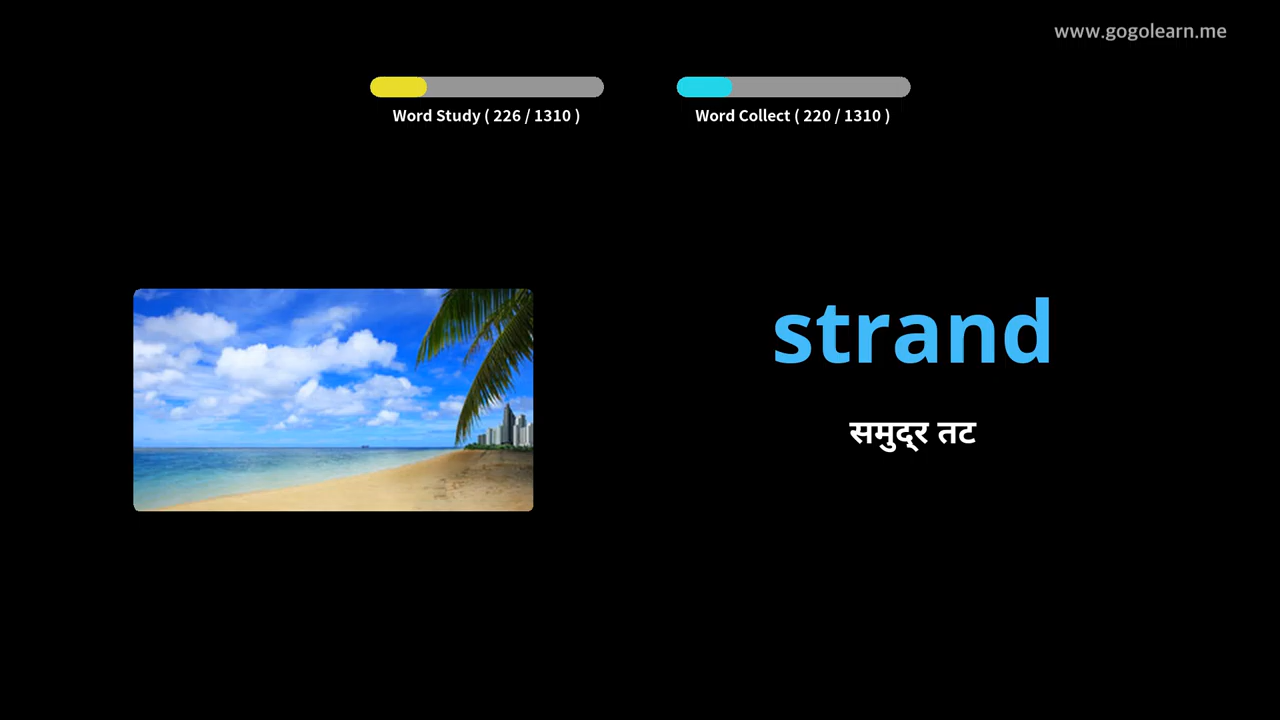 www.gogolearn.me
Word Study ( 226 / 1310 )
Word Collect ( 220 / 1310 )
strand
समुद्र तट